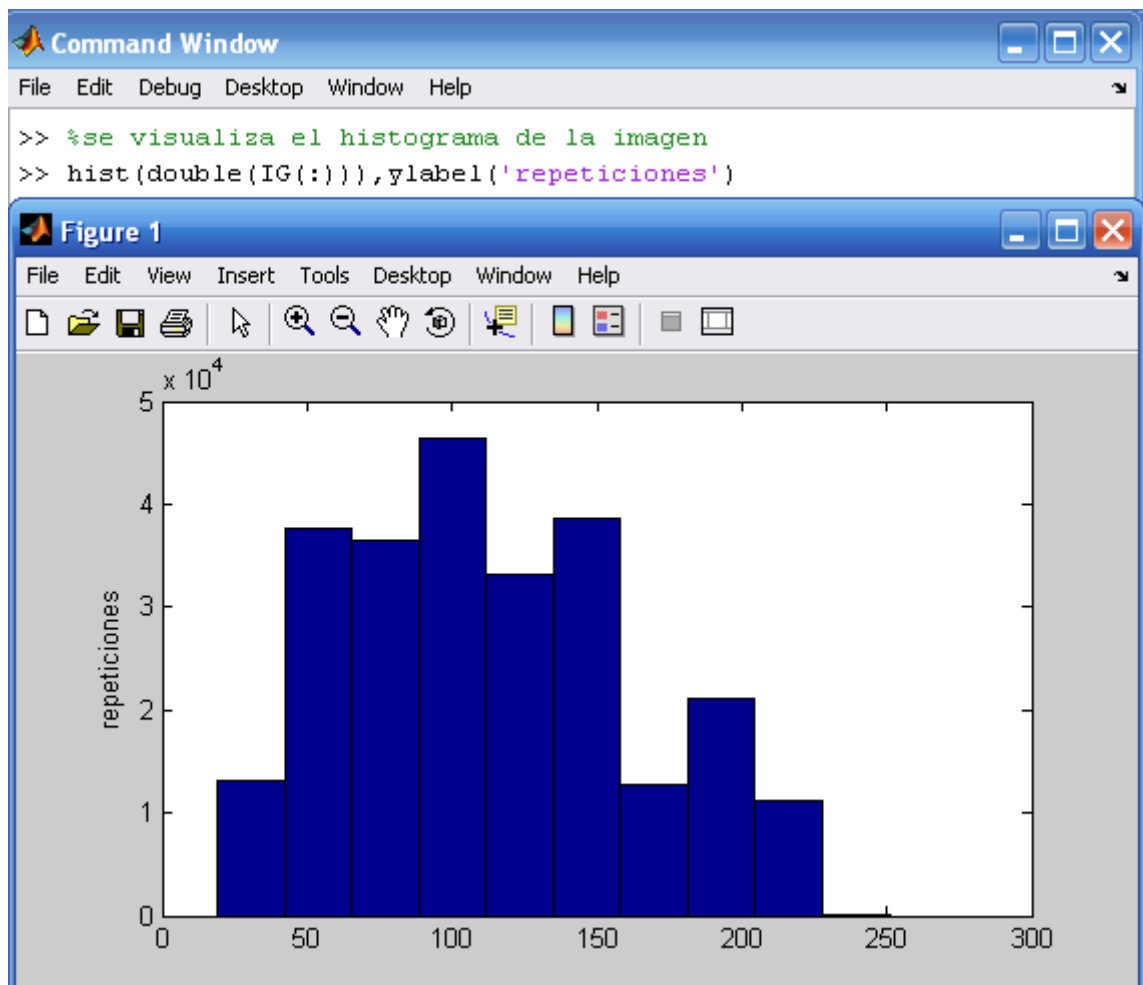 Command Window
File Edit Debug Desktop Window Help
>> %se visualiza el histograma de la imagen
>> hist(double(IG(:))),ylabel('repeticiones')
Figure 1
File Edit View Insert Tools Desktop Window Help
x 10^4
5
4
3
2
1
0
repeticiones
0 50 100 150 200 250 300